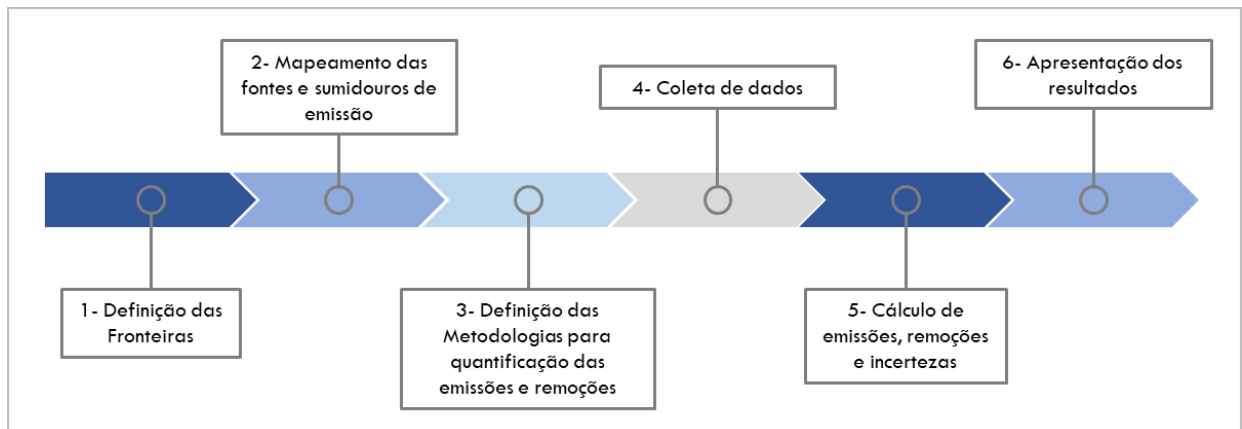 1- Definição das
Fronteiras
2- Mapeamento das
fontes e sumidouros de
emissão
3- Definição das
Metodologias para
quantificação das
emissões e remoções
4- Coleta de dados
5- Cálculo de
emissões, remoções
e incertezas
6- Apresentação dos
resultados